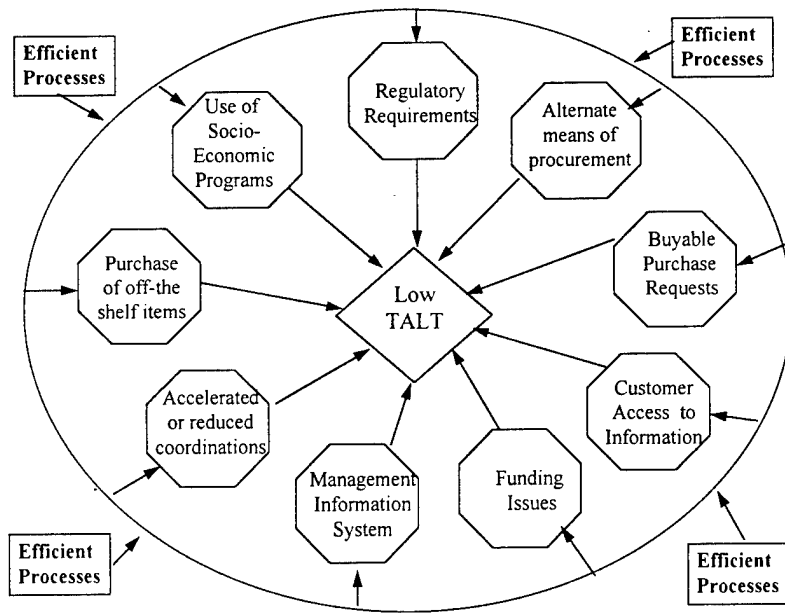 Efficient
Processes
Efficient
Processes
Regulatory
Requirements
Use of
Socio-
Economic
Programs
Alternate
means of
procurement
Purchase
of off-the
shelf items
Low
TALT
Buyable
Purchase
Requests
Accelerated
or reduced
coordinations
Customer
Access to
Information
Management
Information
System
Funding
Issues
Efficient
Processes
Efficient
Processes